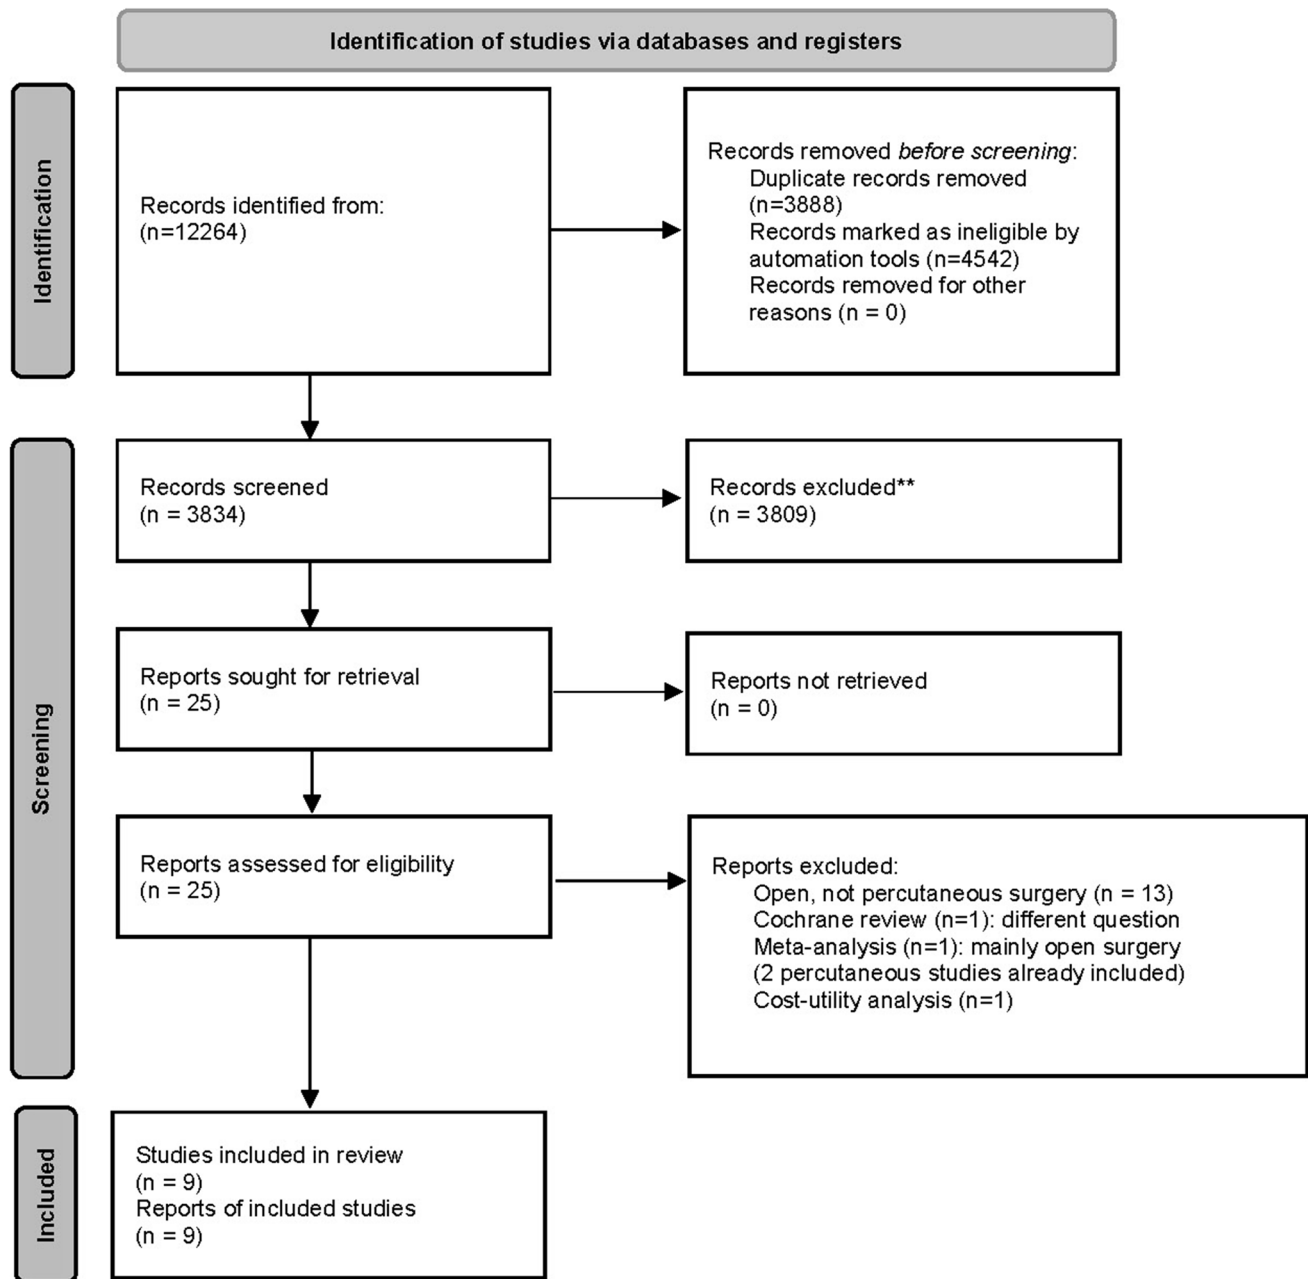 Identification of studies via databases and registers
Identification
Records identified from:
(n=12264)
Records removed before screening:
Duplicate records removed
(n=3888)
Records marked as ineligible by
automation tools (n=4542)
Records removed for other
reasons (n = 0)
Screening
Records screened
(n = 3834)
Records excluded**
(n = 3809)
Reports sought for retrieval
(n = 25)
Reports not retrieved
(n = 0)
Reports assessed for eligibility
(n = 25)
Reports excluded:
Open, not percutaneous surgery (n = 13)
Cochrane review (n=1): different question
Meta-analysis (n=1): mainly open surgery
(2 percutaneous studies already included)
Cost-utility analysis (n=1)
Included
Studies included in review
(n = 9)
Reports of included studies
(n = 9)